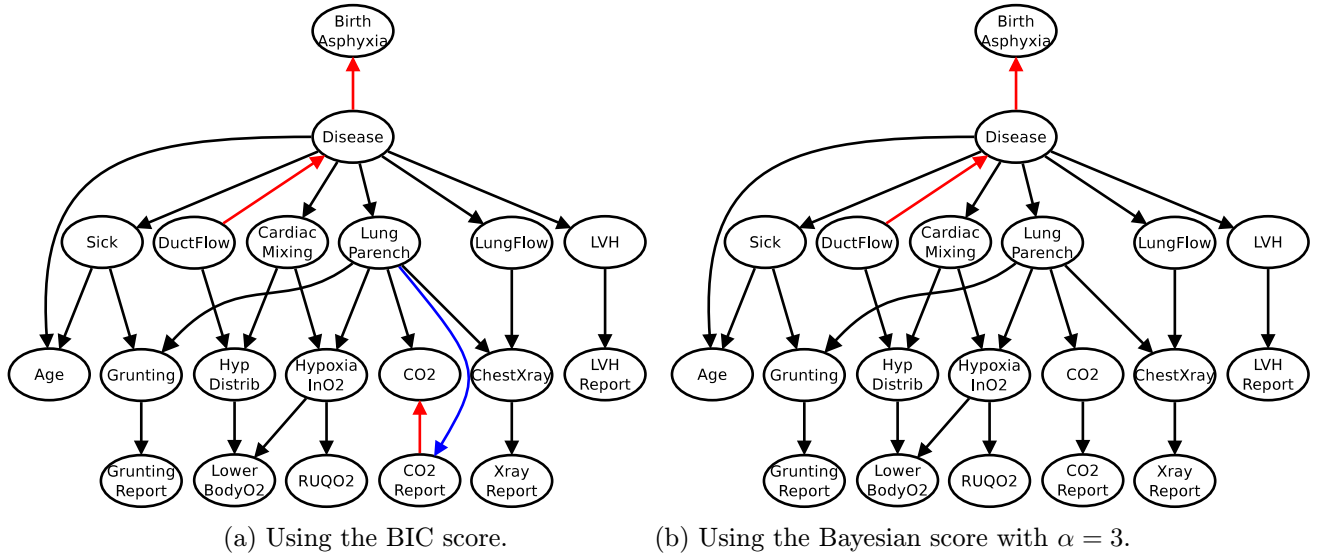 Birth
Asphyxia
Disease
Sick
DuctFlow
Cardiac
Mixing
Lung
Parench
LungFlow
LVH
Age
Grunting
Hyp
Distrib
Hypoxia
InO2
CO2
ChestXray
LVH
Report
Grunting
Report
Lower
BodyO2
RUQO2
CO2
Report
Xray
Report
(a) Using the BIC score.
Birth
Asphyxia
Disease
Sick
DuctFlow
Cardiac
Mixing
Lung
Parench
LungFlow
LVH
Age
Grunting
Hyp
Distrib
Hypoxia
InO2
CO2
ChestXray
LVH
Report
Grunting
Report
Lower
BodyO2
RUQO2
CO2
Report
Xray
Report
(b) Using the Bayesian score with α = 3.